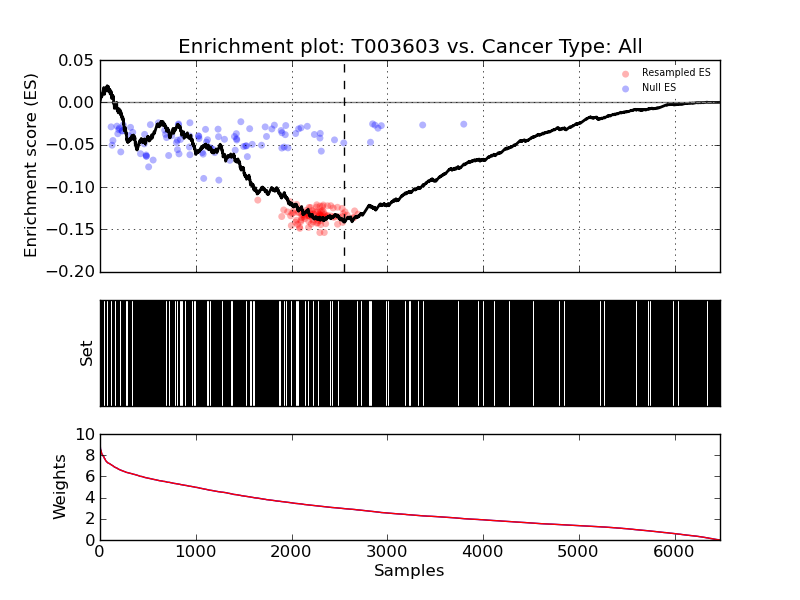 Enrichment plot: T003603 vs. Cancer Type: All
Enrichment score (ES)
0.05
0.00
−0.05
−0.10
−0.15
−0.20
Resampled ES
Null ES
Set
Weights
10
8
6
4
2
0
0 1000 2000 3000 4000 5000 6000
Samples